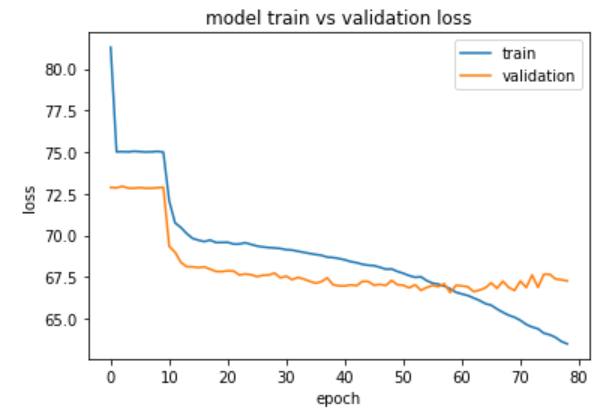 model train vs validation loss
train
validation
80.0
77.5
75.0
72.5
70.0
67.5
65.0
loss
0 10 20 30 40 50 60 70 80
epoch